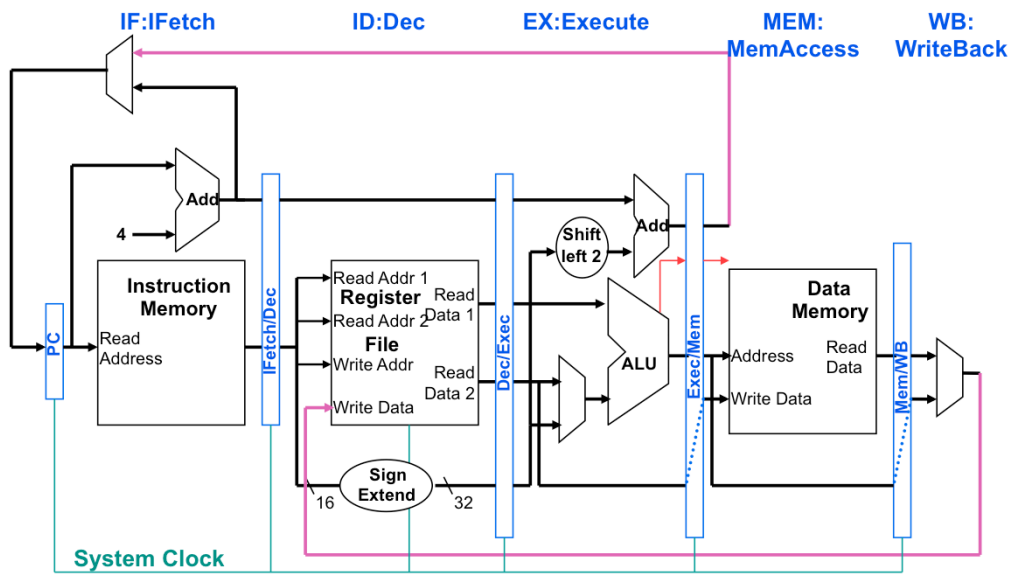 IF:IFetch
ID:Dec
EX:Execute
MEM:
MemAccess
WB:
WriteBack
Add
4
Shift
left 2
Add
Instruction
Memory
Read
Address
PC
IFetch/Dec
Read Addr 1
Register
Read
Data 1
Read Addr 2
File
Write Addr
Read
Data 2
Write Data
Dec/Exec
ALU
Exec/Mem
Data
Memory
Address
Read
Data
Write Data
Mem/WB
Sign
Extend
16
32
System Clock